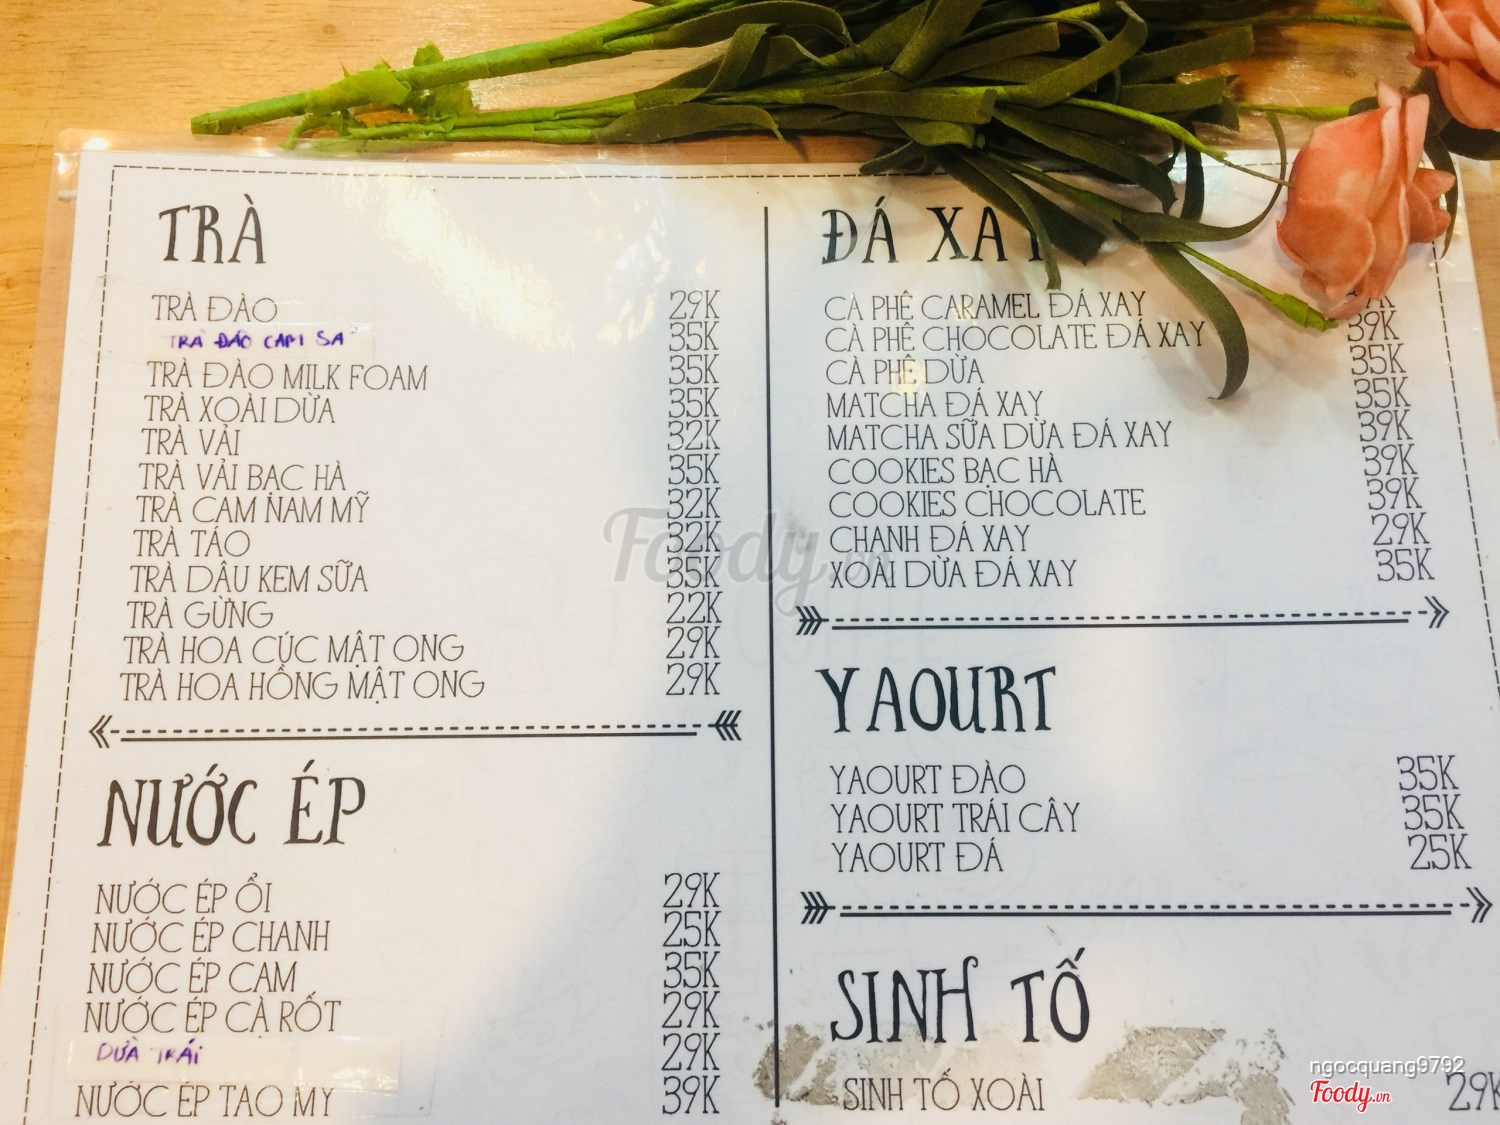 TRÀ
TRÀ ĐÀO 29K
TRÀ ĐÀO CAM SẢ 35K
TRÀ ĐÀO MILK FOAM 35K
TRÀ XOÀI DỪA 35K
TRÀ VẢI 32K
TRÀ VẢI BẠC HÀ 35K
TRÀ CAM NAM MỸ 32K
TRÀ TÁO 32K
TRÀ DÂU KEM SỮA 35K
TRÀ GỪNG 22K
TRÀ HOA CÚC MẬT ONG 29K
TRÀ HOA HỒNG MẬT ONG 29K
NƯỚC ÉP
NƯỚC ÉP ỔI 29K
NƯỚC ÉP CHANH 25K
NƯỚC ÉP CAM 35K
NƯỚC ÉP CÀ RỐT 29K
DỪA TRÁI 29K
NƯỚC ÉP TÁO MỸ 39K
ĐÁ XAY
CÀ PHÊ CARAMEL ĐÁ XAY
CÀ PHÊ CHOCOLATE ĐÁ XAY 39K
CÀ PHÊ DỪA 35K
MATCHA ĐÁ XAY 35K
MATCHA SỮA DỪA ĐÁ XAY 39K
COOKIES BẠC HÀ 39K
COOKIES CHOCOLATE 39K
CHANH ĐÁ XAY 29K
XOÀI DỪA ĐÁ XAY 35K
YAOURT
YAOURT ĐÀO 35K
YAOURT TRÁI CÂY 35K
YAOURT ĐÁ 25K
SINH TỐ
SINH TỐ XOÀI 29K
Foody.vn
ngocquang9792
Foody.vn